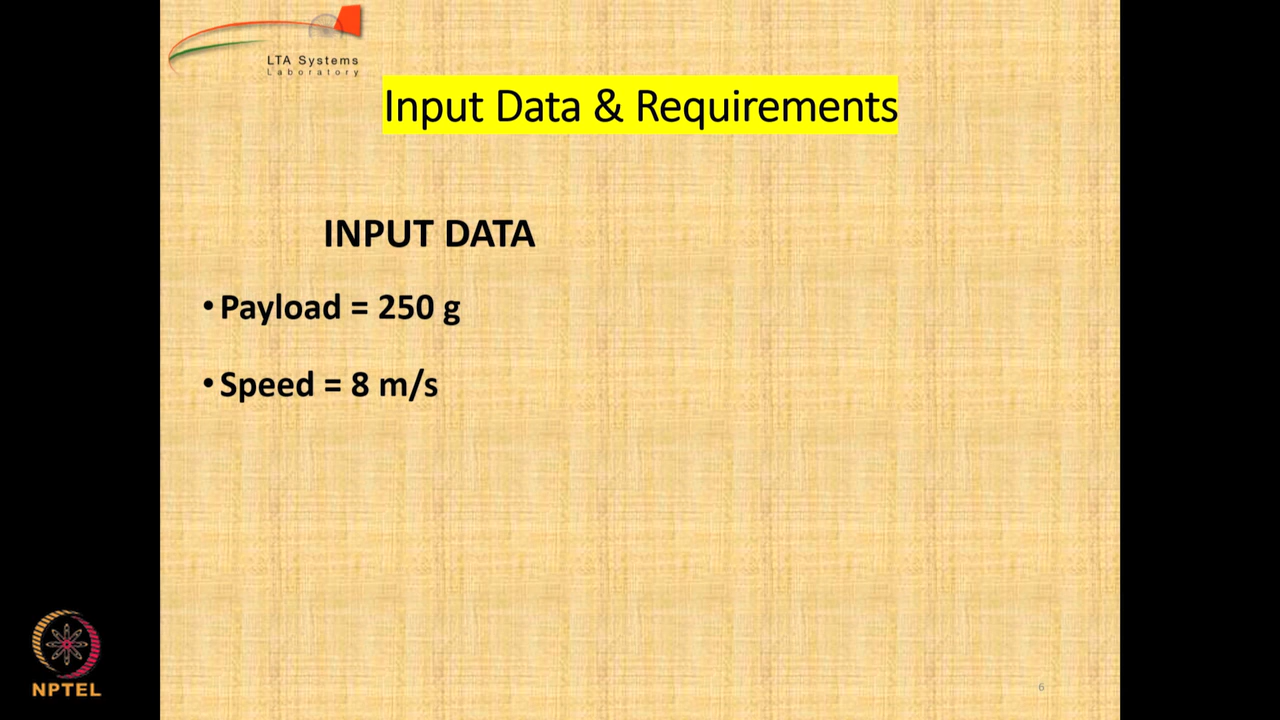 LTA Systems
Laboratory
Input Data & Requirements
INPUT DATA
• Payload = 250 g
• Speed = 8 m/s
NPTEL
6